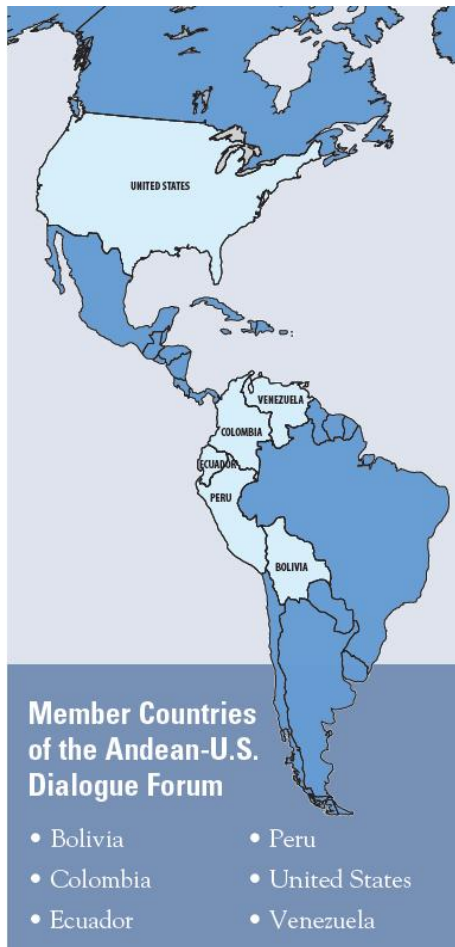 UNITED STATES
VENEZUELA
COLOMBIA
ECUADOR
PERU
BOLIVIA
Member Countries
of the Andean-U.S.
Dialogue Forum
• Bolivia
• Colombia
• Ecuador
• Peru
• United States
• Venezuela